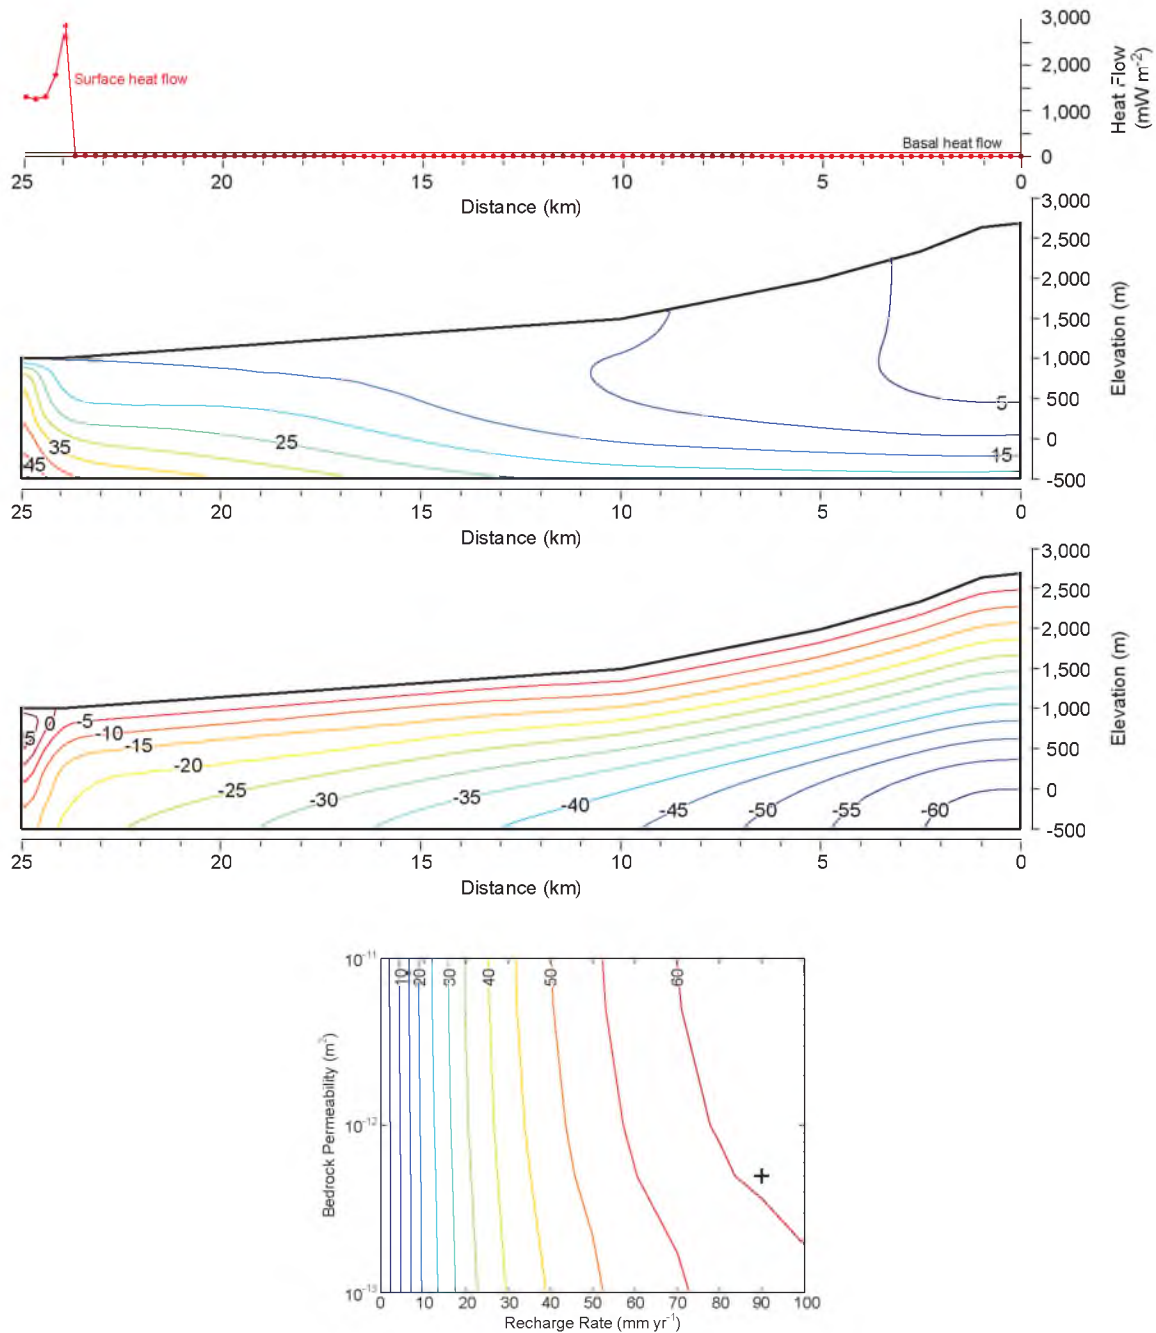 3,000
2,000
1,000
0
Heat Flow
(mW m⁻²)
Surface heat flow
Basal heat flow
25 20 15 10 5 0
Distance (km)
3,000
2,500
2,000
1,500
1,000
500
0
-500
Elevation (m)
5
15
25
35
45
25 20 15 10 5 0
Distance (km)
3,000
2,500
2,000
1,500
1,000
500
0
-500
Elevation (m)
-5
0
-5
-10
-15
-20
-25
-30
-35
-40
-45
-50
-55
-60
25 20 15 10 5 0
Distance (km)
10⁻¹¹
10⁻¹²
10⁻¹³
Bedrock Permeability (m²)
10 20 30 40 50 60
0 10 20 30 40 50 60 70 80 90 100
Recharge Rate (mm yr⁻¹)